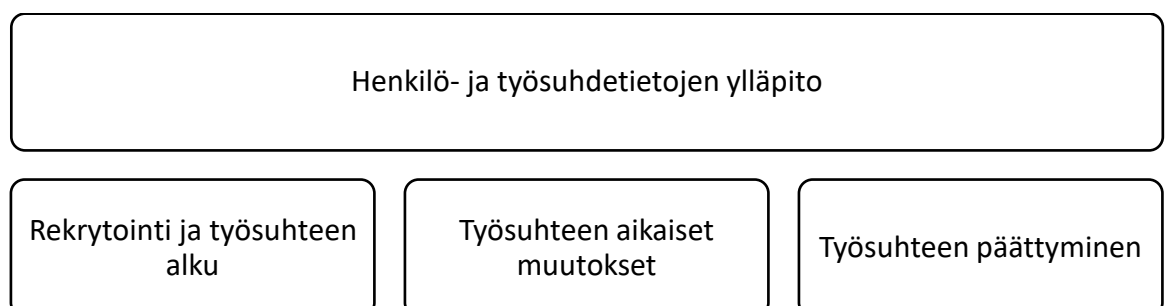 Henkilö- ja työsuhdetietojen ylläpito
Rekrytointi ja työsuhteen
alku
Työsuhteen aikaiset
muutokset
Työsuhteen päättyminen